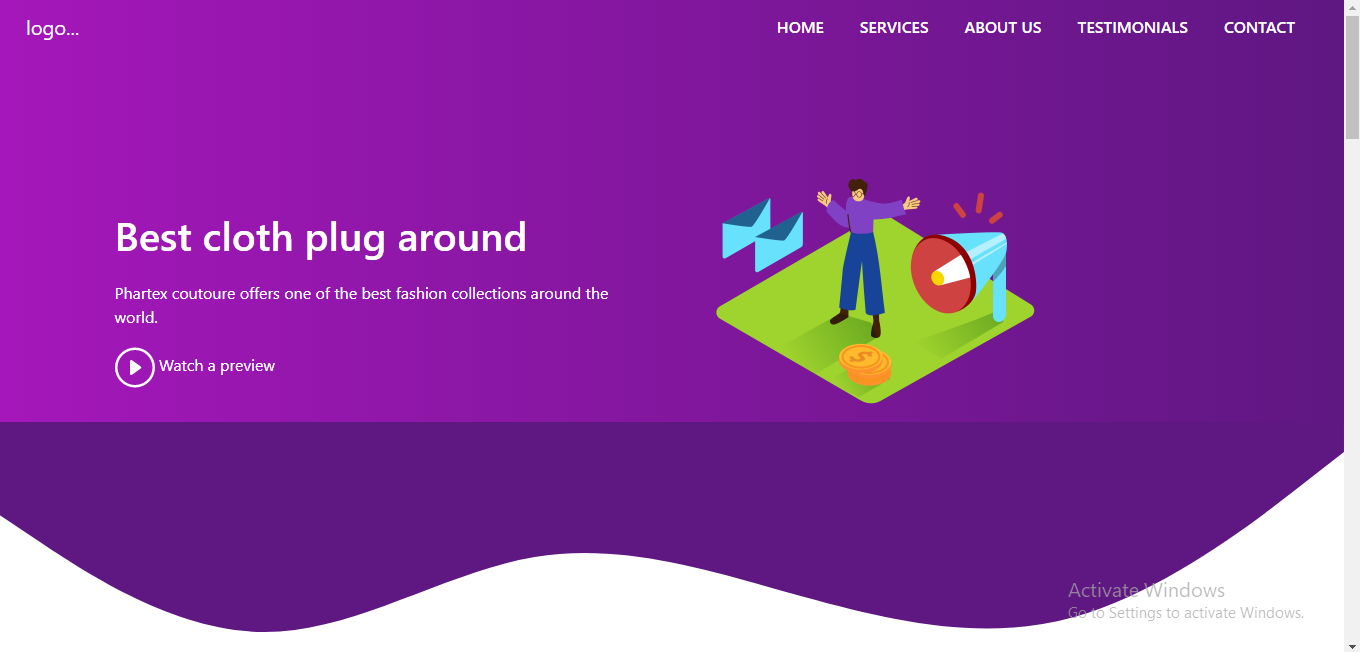 logo...
HOME SERVICES ABOUT US TESTIMONIALS CONTACT
Best cloth plug around
Phartex coutoure offers one of the best fashion collections around the
world.
Watch a preview
Activate Windows
Go to Settings to activate Windows.